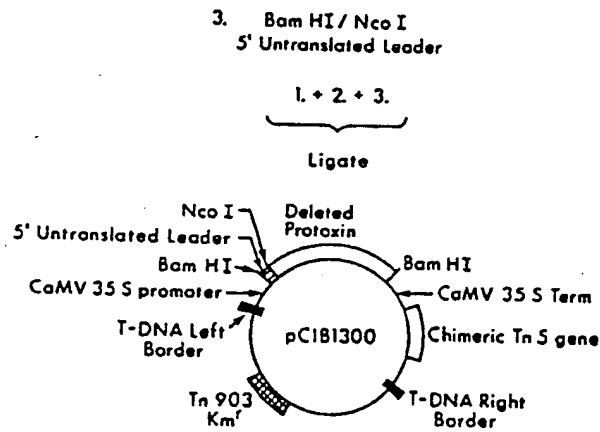 3. Bam HI / Nco I
5' Untranslated Leader
1. + 2. + 3.
Ligate
Nco I
Deleted
Protoxin
5' Untranslated Leader
Bam HI
Bam HI
CaMV 35 S promoter
CaMV 35 S Term
T-DNA Left
Border
pCIB1300
Chimeric Tn 5 gene
Tn 903
Kmʳ
T-DNA Right
Border